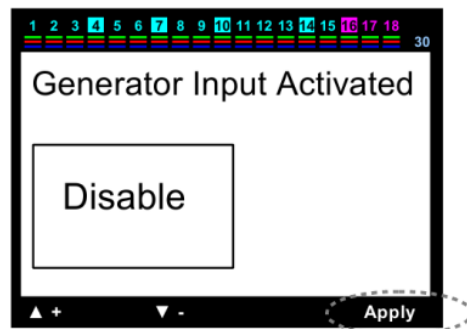 1 2 3 4 5 6 7 8 9 10 11 12 13 14 15 16 17 18
30
Generator Input Activated
Disable
▲ + ▼ - Apply